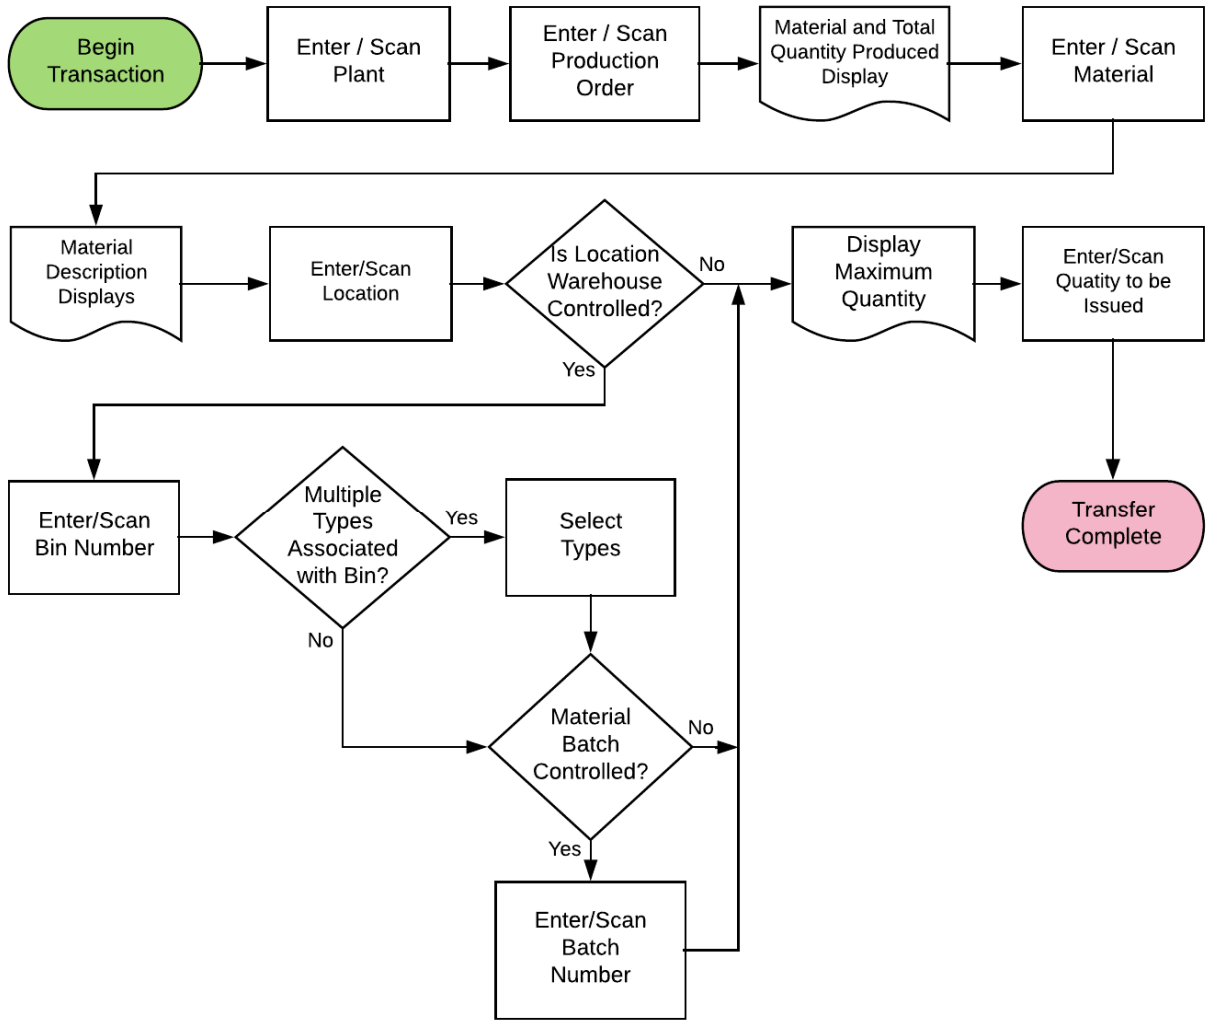 Begin
Transaction
Enter / Scan
Plant
Enter / Scan
Production
Order
Material and Total
Quantity Produced
Display
Enter / Scan
Material
Material
Description
Displays
Enter/Scan
Location
Is Location
Warehouse
Controlled?
No
Yes
Display
Maximum
Quantity
Enter/Scan
Quatity to be
Issued
Transfer
Complete
Enter/Scan
Bin Number
Multiple
Types
Associated
with Bin?
Yes
No
Select
Types
Material
Batch
Controlled?
No
Yes
Enter/Scan
Batch
Number